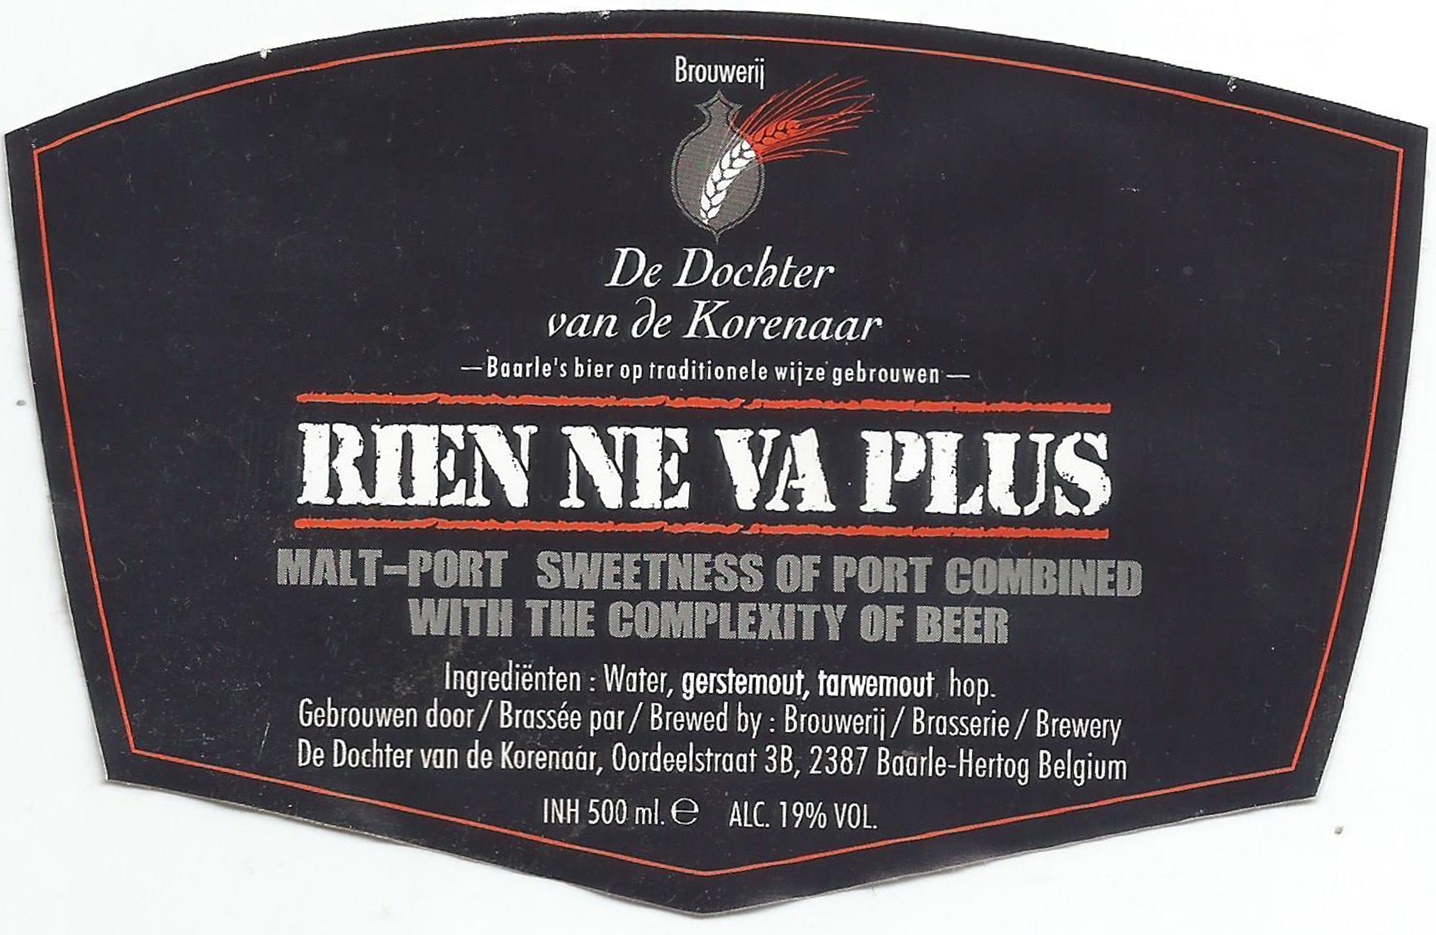 Brouwerij
De Dochter
van de Korenaar
—Baarle's bier op traditionele wijze gebrouwen—
RIEN NE VA PLUS
MALT-PORT SWEETNESS OF PORT COMBINED
WITH THE COMPLEXITY OF BEER
Ingrediënten : Water, gerstemout, tarwemout, hop.
Gebrouwen door / Brassée par / Brewed by : Brouwerij / Brasserie / Brewery
De Dochter van de Korenaar, Oordeelstraat 3B, 2387 Baarle-Hertog Belgium
INH 500 ml. ℮ ALC. 19% VOL.